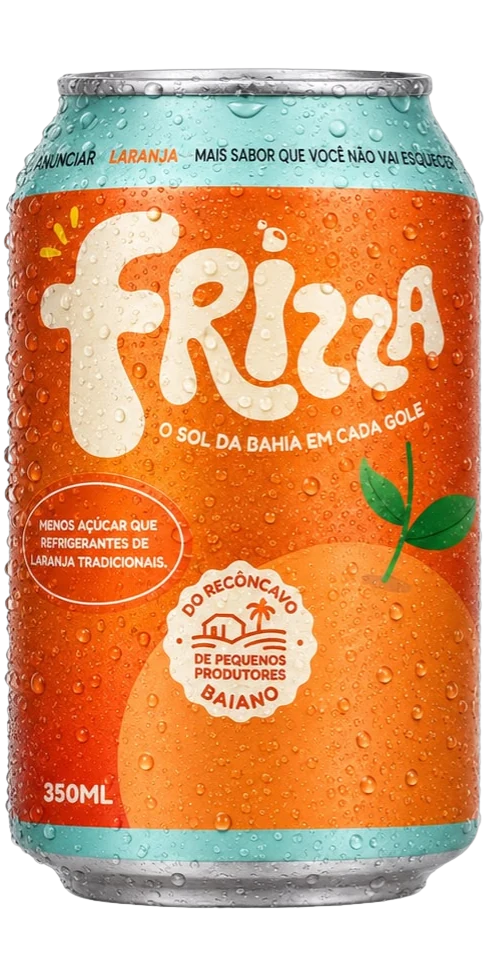 ANUNCIAR LARANJA MAIS SABOR QUE VOCÊ NÃO VAI ESQUECER
FRIZZA
O SOL DA BAHIA EM CADA GOLE
MENOS AÇÚCAR QUE
REFRIGERANTES DE
LARANJA TRADICIONAIS.
DO RECÔNCAVO
DE PEQUENOS
PRODUTORES
BAIANO
350ML